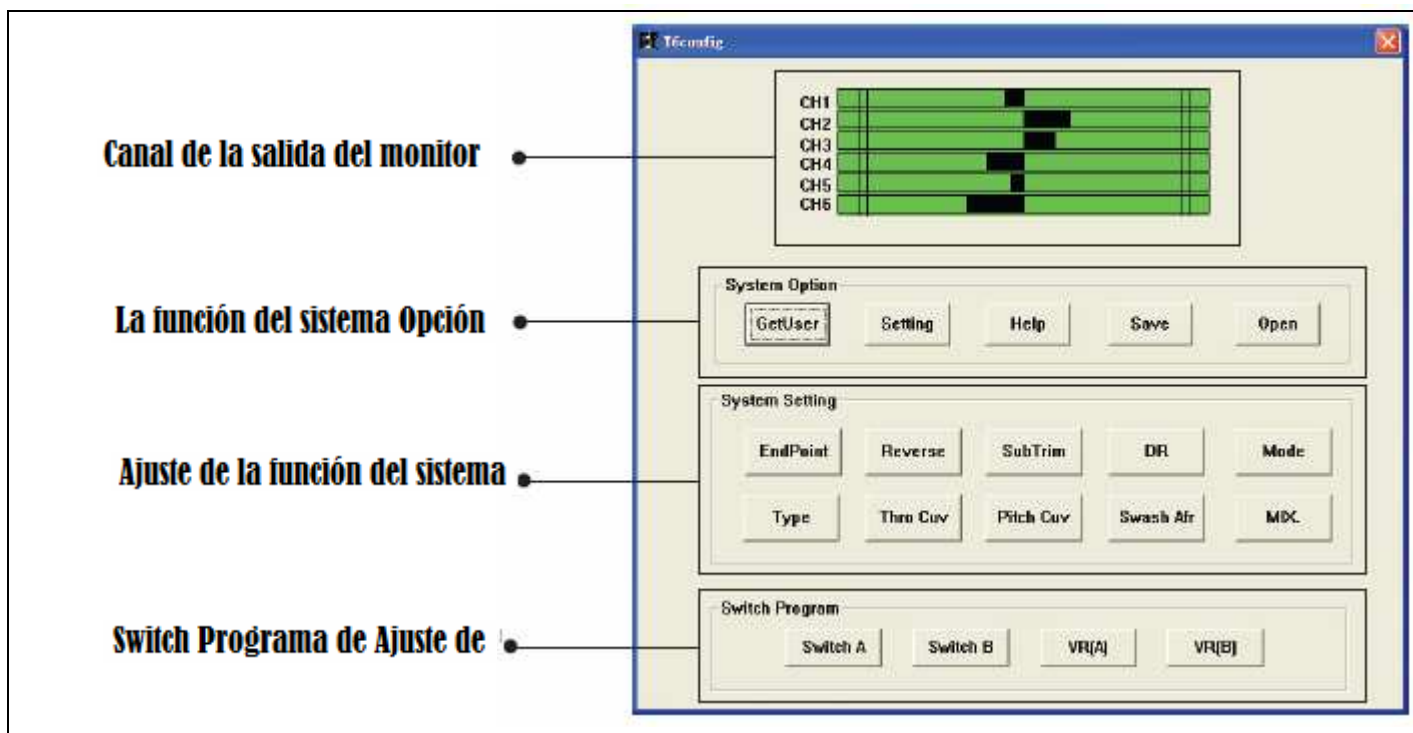 T6config
CH1
CH2
CH3
CH4
CH5
CH6
Canal de la salida del monitor
System Option
GetUser Setting Help Save Open
La función del sistema Opción
System Setting
EndPoint Reverse SubTrim DR Mode
Type Thro Cuv Pitch Cuv Swash Afr MIX.
Ajuste de la función del sistema
Switch Program
Switch A Switch B VR(A) VR(B)
Switch Programa de Ajuste de